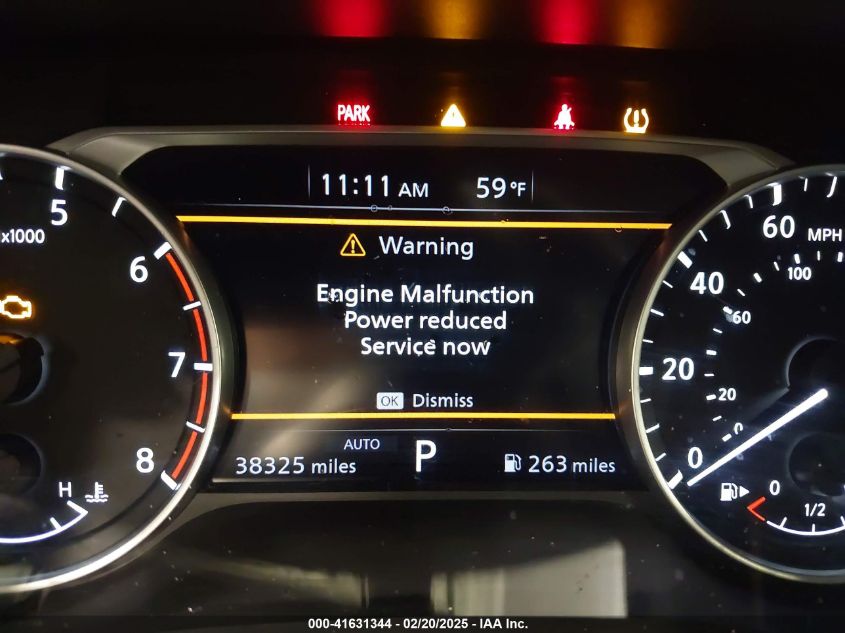 PARK
11:11 AM 59°F
5
x1000
6
7
8
H
Warning
Engine Malfunction
Power reduced
Service now
OK Dismiss
AUTO
38325 miles P 263 miles
60 MPH
100
40
60
20
20
0
0
0
1/2
000-41631344 - 02/20/2025 - IAA Inc.